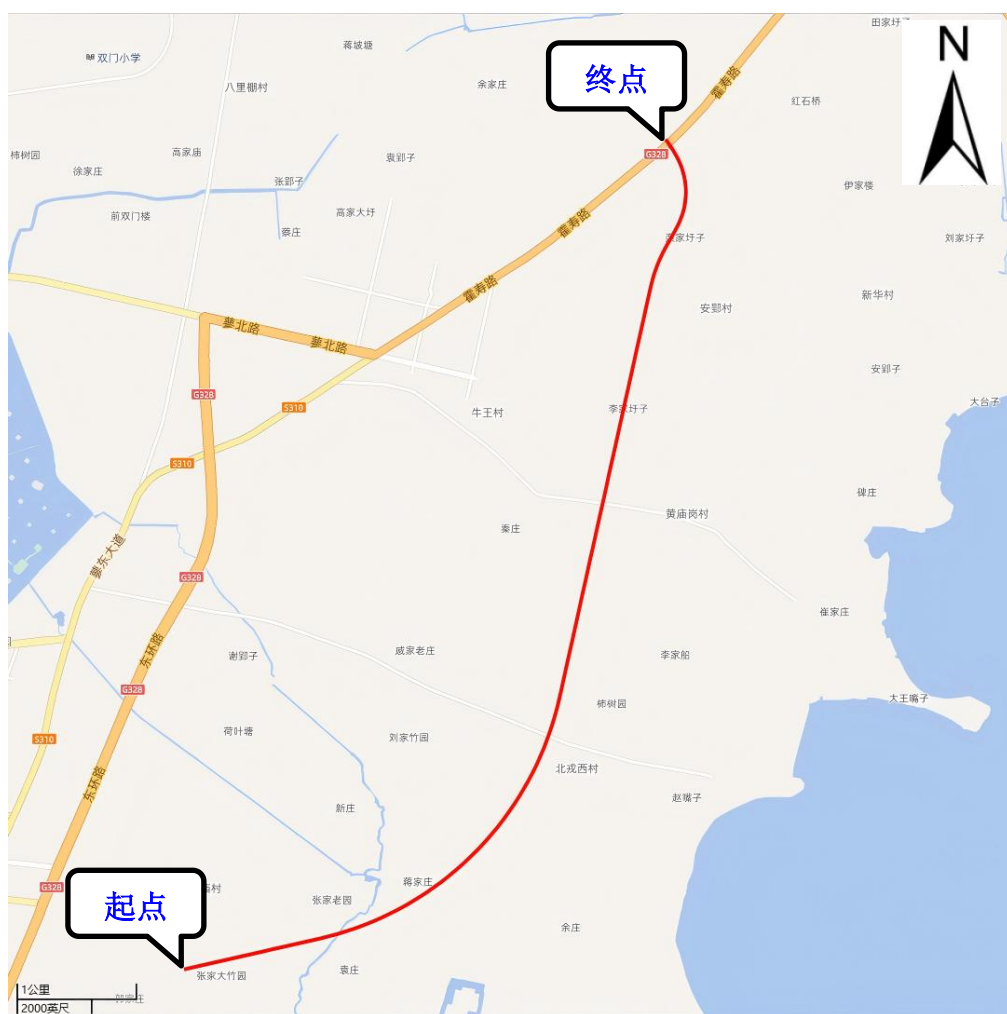 田家圩子
蒋坡塘
双门小学
N
终点
霍寿路
余家庄
八里棚村
红石桥
柿树园
高家庙
袁郢子
G328
徐家庄
张郢子
伊家楼
前双门楼
高家大圩
蔡庄
霍寿路
家圩子
刘家圩子
霍寿路
新华村
安郢村
蓼北路
蓼北路
安郢子
G328
S310
牛王村
李家圩子
大台子
S310
碑庄
黄庙岗村
秦庄
蓼东大道
G328
崔家庄
东环路
谢郢子
戚家老庄
李家船
G328
大王嘴子
柿树园
荷叶塘
刘家竹园
S310
北戎西村
东环路
赵嘴子
新庄
蒋家庄
G328
庙村
张家老园
起点
余庄
袁庄
张家大竹园
1公里
郭家庄
2000英尺